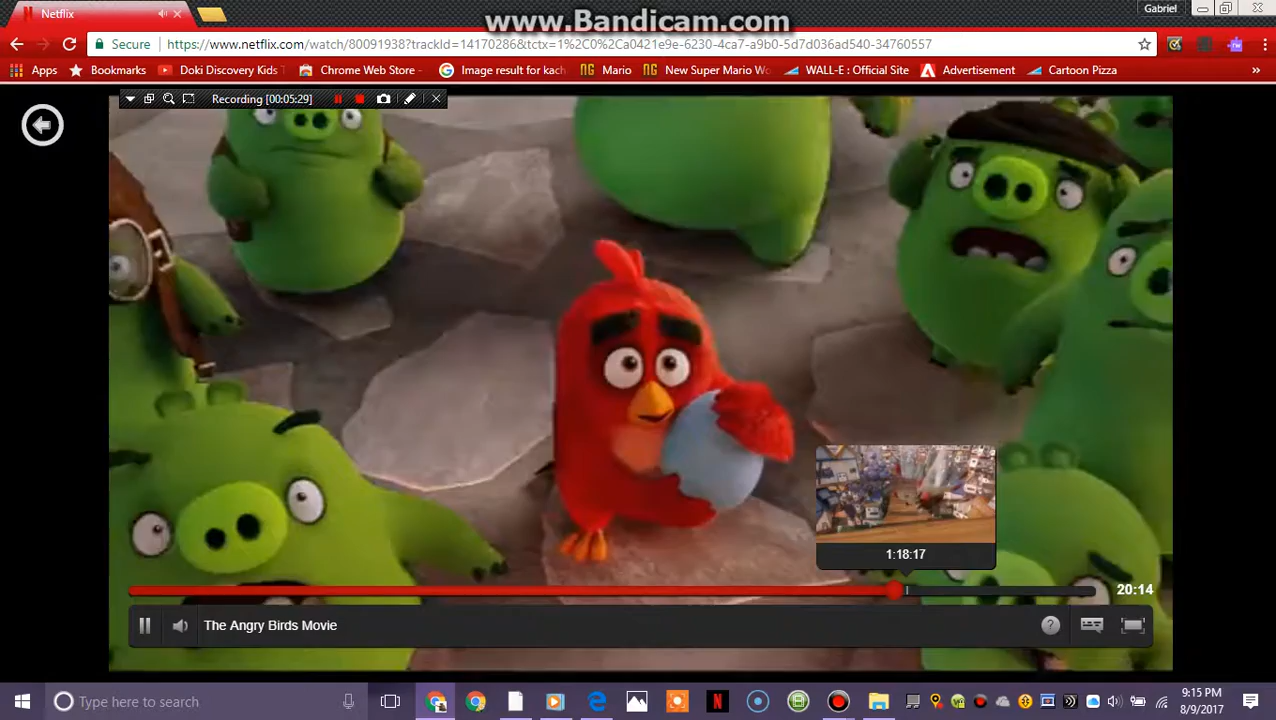 Netflix
www.Bandicam.com
Gabriel
Secure
https://www.netflix.com/watch/80091938?trackId=14170286&tctx=1%2C0%2Ca0421e9e-6230-4ca7-a9b0-5d7d036ad540-34760557
Apps
Bookmarks
Doki Discovery Kids
Chrome Web Store -
Image result for kach
NG Mario
NG New Super Mario Wo
WALL-E : Official Site
Advertisement
Cartoon Pizza
»
Recording [00:05:29]
1:18:17
20:14
The Angry Birds Movie
?
Type here to search
9:15 PM
8/9/2017